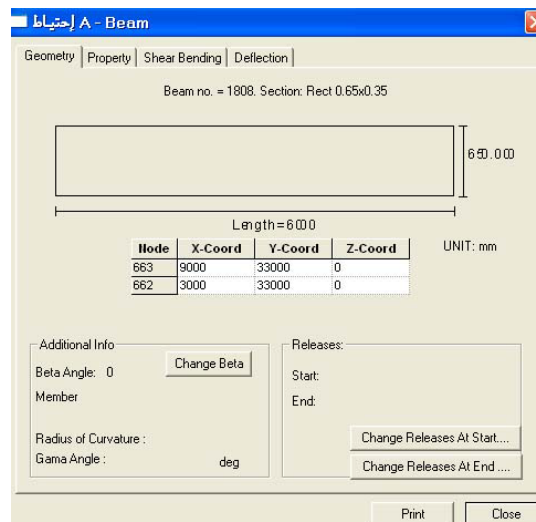 إحتياط A - Beam
Geometry Property Shear Bending Deflection
Beam no. = 1808. Section: Rect 0.65x0.35
650.000
Length=6000
UNIT: mm
Node X-Coord Y-Coord Z-Coord
663 9000 33000 0
662 3000 33000 0
Additional Info
Beta Angle: 0 Change Beta
Member
Radius of Curvature :
Gama Angle : deg
Releases:
Start:
End:
Change Releases At Start....
Change Releases At End ....
Print Close